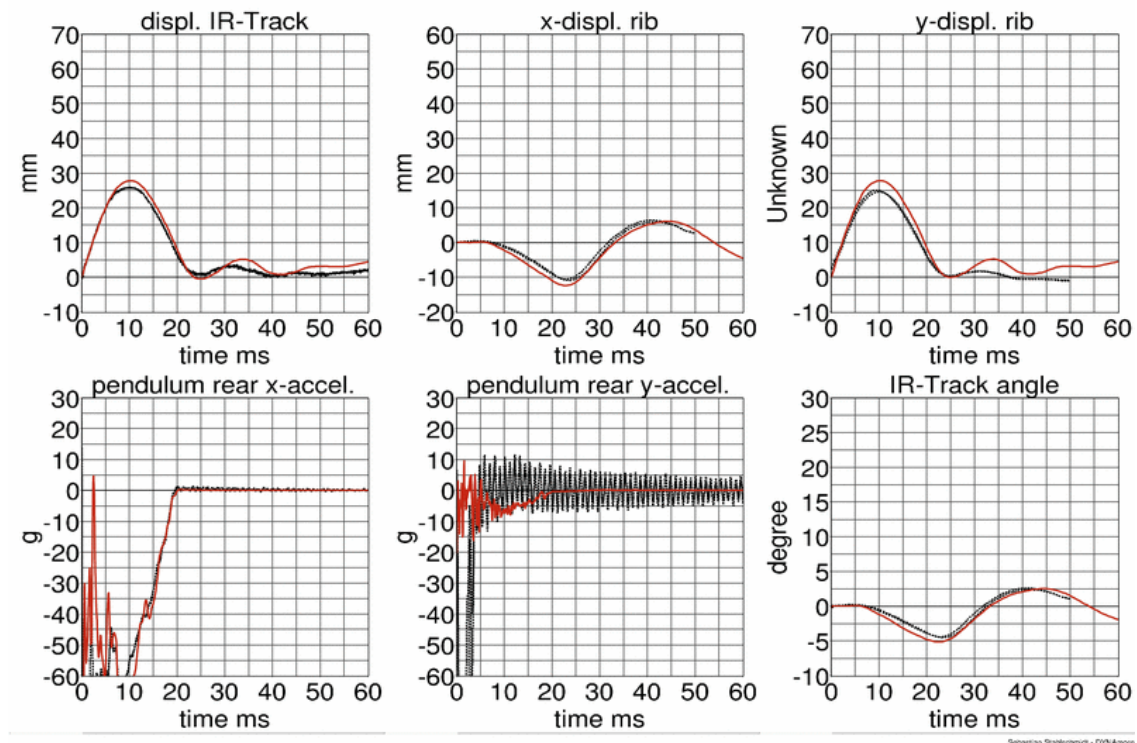 displ. IR-Track
x-displ. rib
y-displ. rib
70
60
50
40
30
20
10
0
-10
mm
0 10 20 30 40 50 60
time ms
60
50
40
30
20
10
0
-10
-20
mm
0 10 20 30 40 50 60
time ms
70
60
50
40
30
20
10
0
-10
Unknown
0 10 20 30 40 50 60
time ms
pendulum rear x-accel.
pendulum rear y-accel.
IR-Track angle
30
20
10
0
-10
-20
-30
-40
-50
-60
g
0 10 20 30 40 50 60
time ms
30
20
10
0
-10
-20
-30
-40
-50
-60
g
0 10 20 30 40 50 60
time ms
30
25
20
15
10
5
0
-5
-10
degree
0 10 20 30 40 50 60
time ms